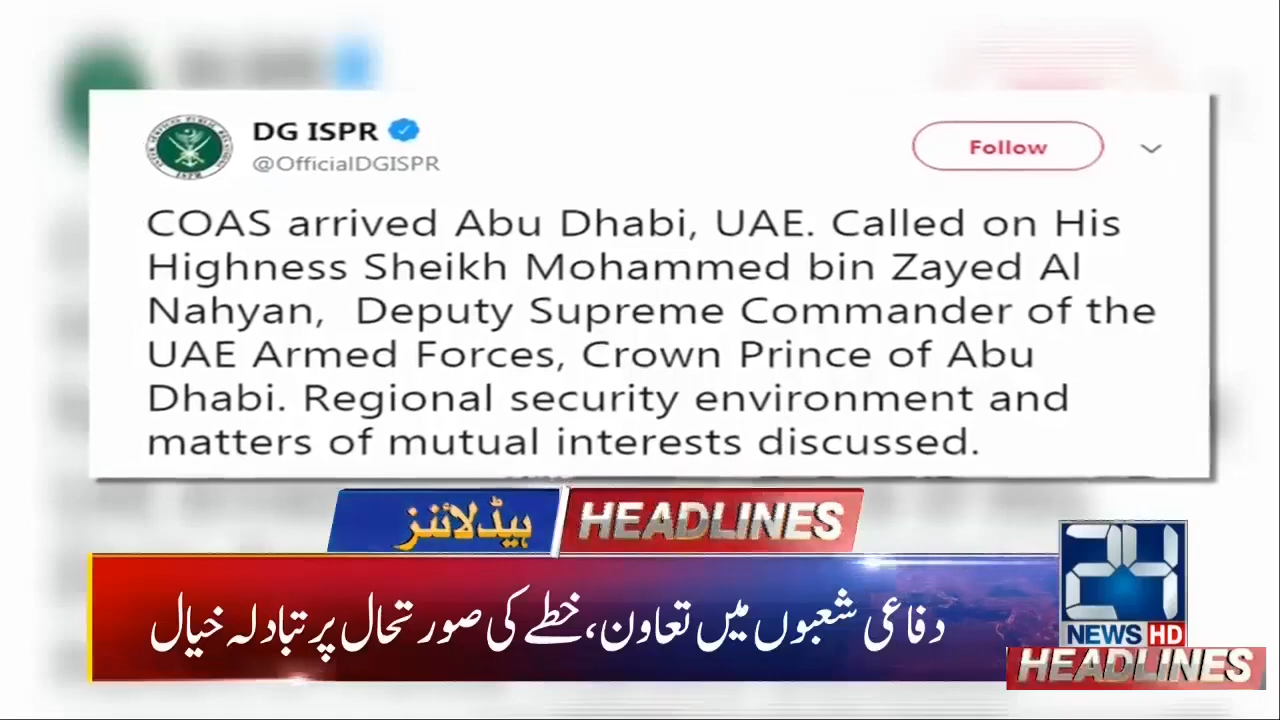 DG ISPR
@OfficialDGISPR
Follow
COAS arrived Abu Dhabi, UAE. Called on His
Highness Sheikh Mohammed bin Zayed Al
Nahyan,  Deputy Supreme Commander of the
UAE Armed Forces, Crown Prince of Abu
Dhabi. Regional security environment and
matters of mutual interests discussed.
ہیڈلائنز
HEADLINES
دفاعی شعبوں میں تعاون، خطے کی صورتحال پر تبادلہ خیال
24
NEWS HD
HEADLINES